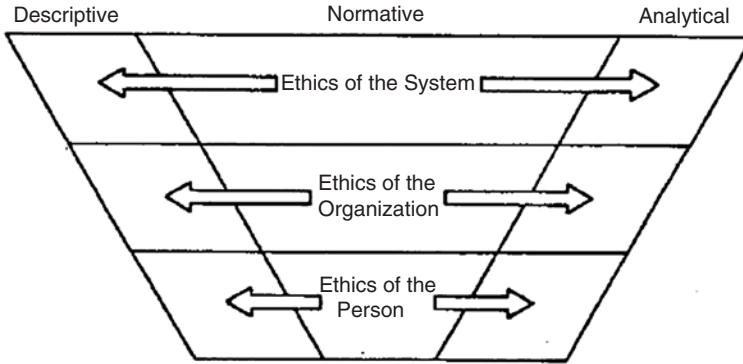 Descriptive Normative Analytical
Ethics of the System
Ethics of the
Organization
Ethics of the
Person